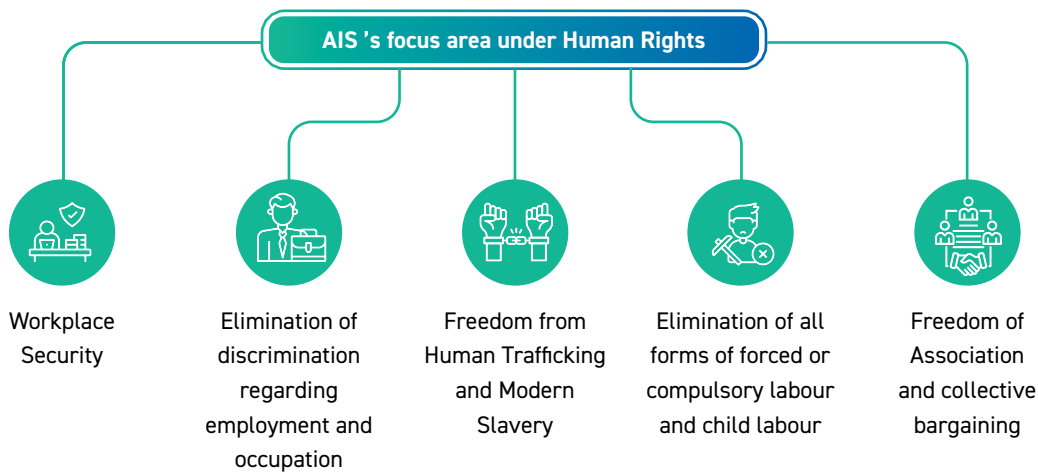 AIS 's focus area under Human Rights
Workplace
Security
Elimination of
discrimination
regarding
employment and
occupation
Freedom from
Human Trafficking
and Modern
Slavery
Elimination of all
forms of forced or
compulsory labour
and child labour
Freedom of
Association
and collective
bargaining